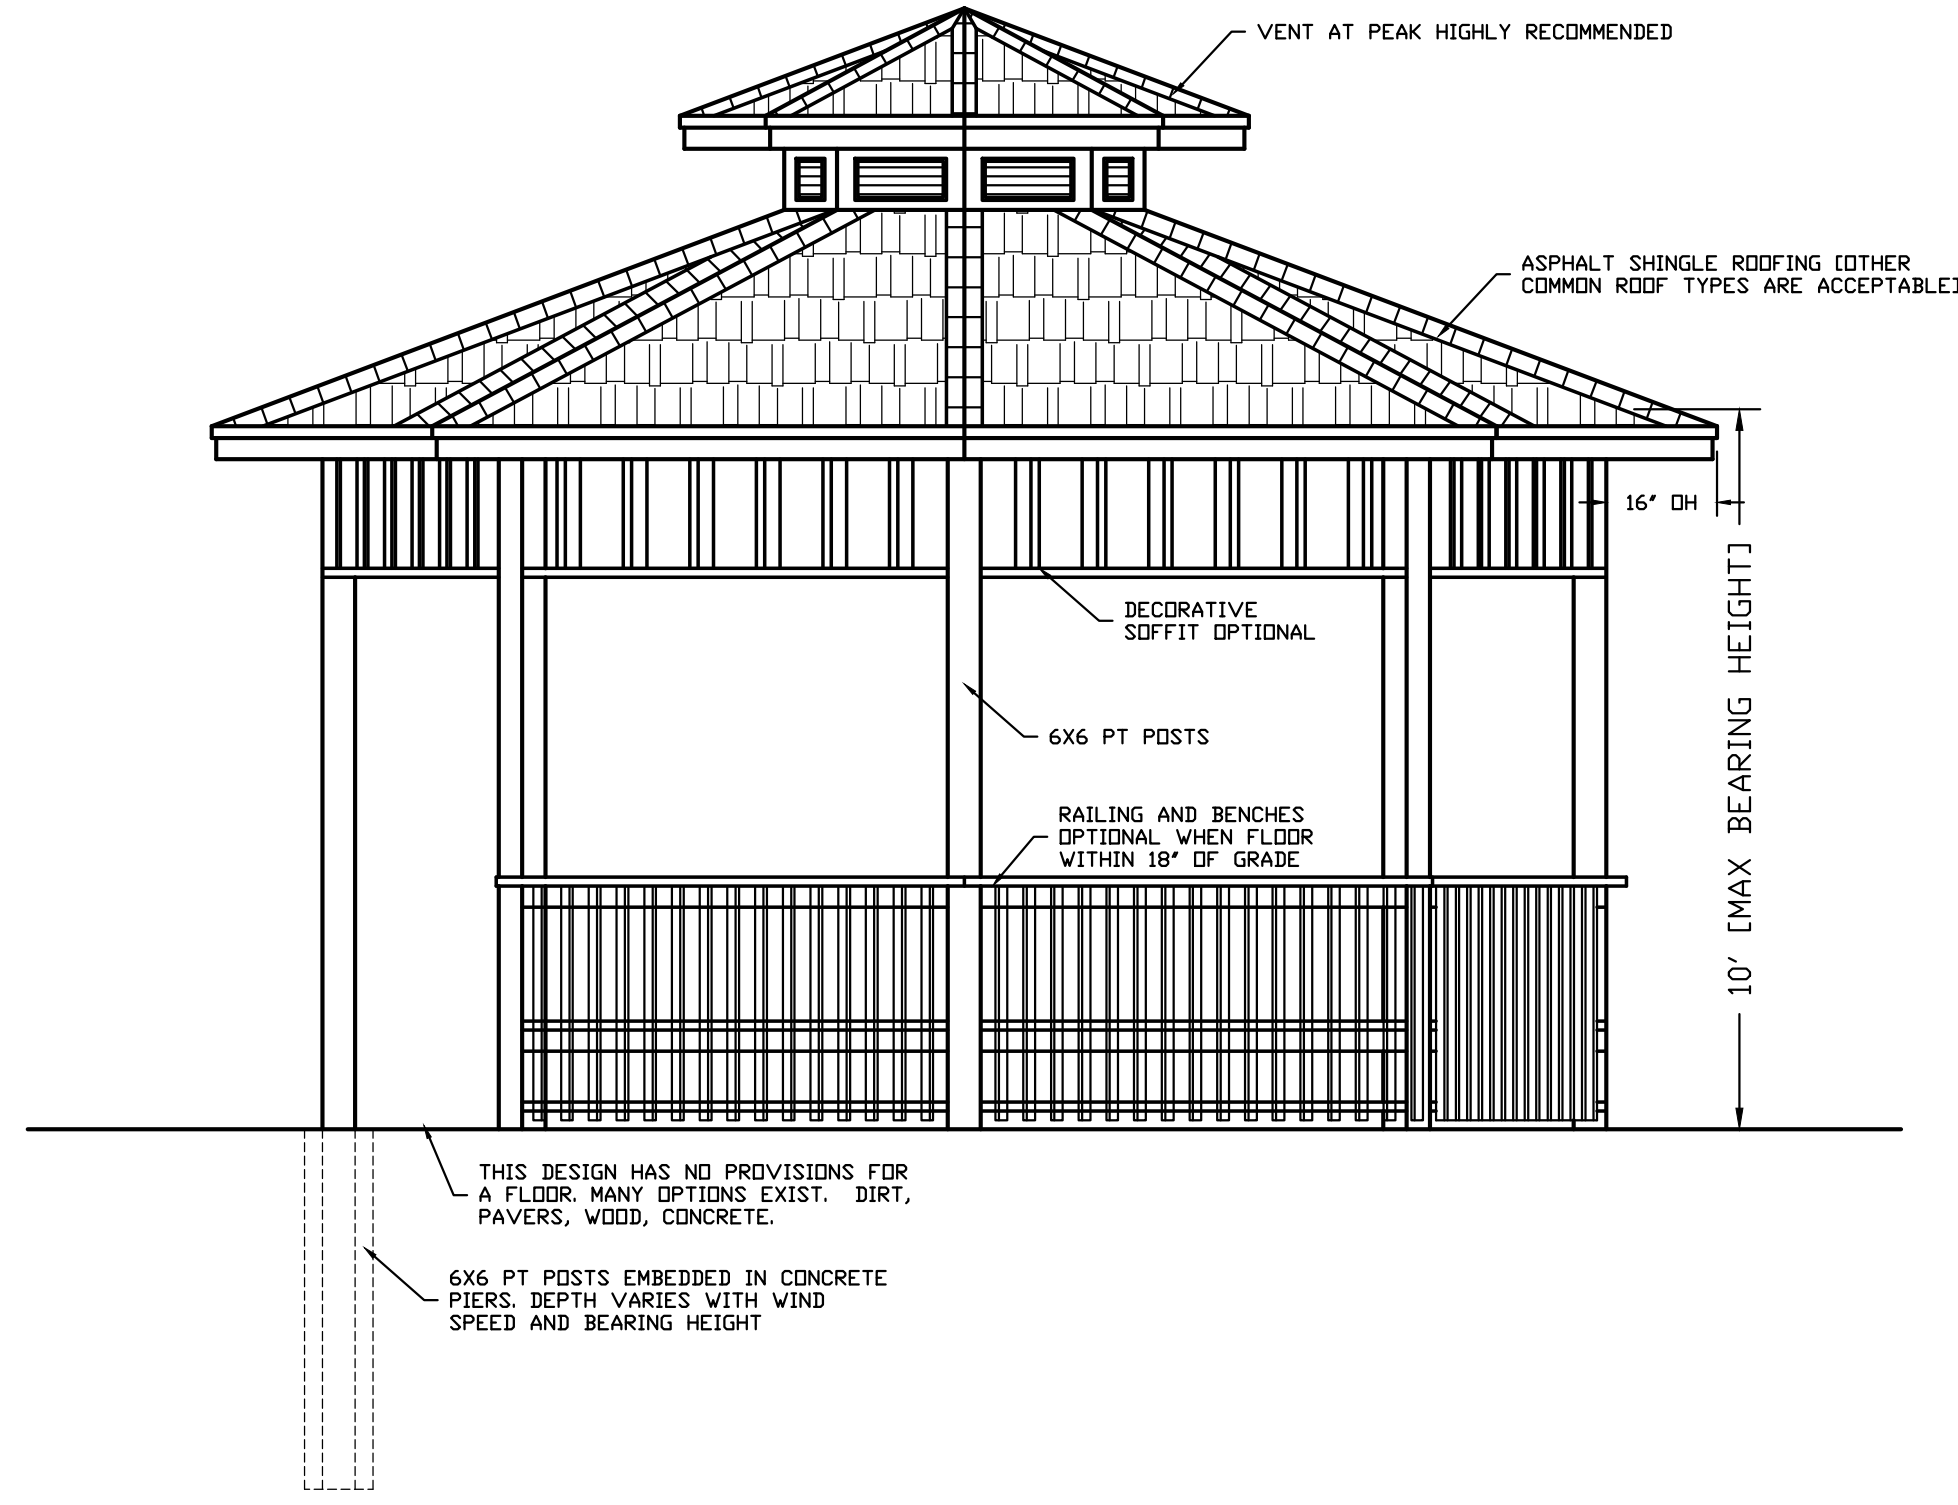 VENT AT PEAK HIGHLY RECOMMENDED
ASPHALT SHINGLE ROOFING [OTHER
COMMON ROOF TYPES ARE ACCEPTABLE]
16" OH
10' [MAX BEARING HEIGHT]
DECORATIVE
SOFFIT OPTIONAL
6X6 PT POSTS
RAILING AND BENCHES
OPTIONAL WHEN FLOOR
WITHIN 18" OF GRADE
THIS DESIGN HAS NO PROVISIONS FOR
A FLOOR. MANY OPTIONS EXIST. DIRT,
PAVERS, WOOD, CONCRETE.
6X6 PT POSTS EMBEDDED IN CONCRETE
PIERS. DEPTH VARIES WITH WIND
SPEED AND BEARING HEIGHT